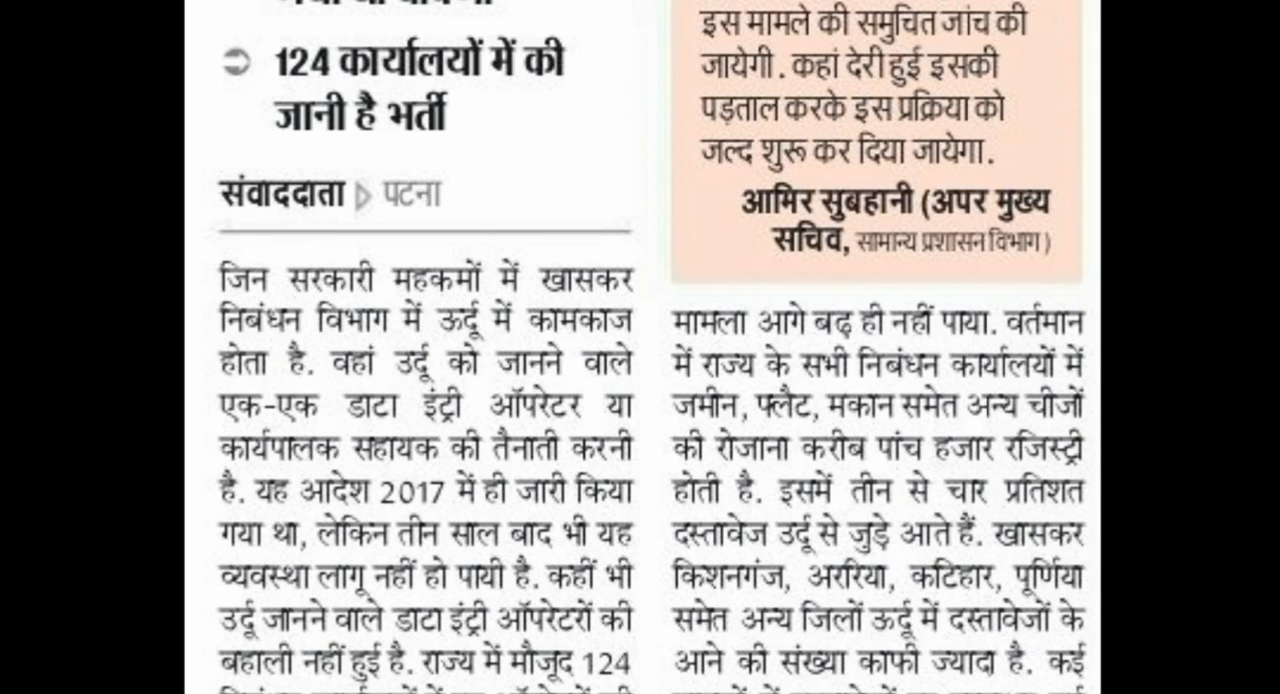 124 कार्यालयों में की
जानी है भर्ती
संवाददाता पटना
जिन सरकारी महकमों में खासकर
निबंधन विभाग में ऊर्दू में कामकाज
होता है. वहां उर्दू को जानने वाले
एक-एक डाटा इंट्री ऑपरेटर या
कार्यपालक सहायक की तैनाती करनी
है. यह आदेश 2017 में ही जारी किया
गया था, लेकिन तीन साल बाद भी यह
व्यवस्था लागू नहीं हो पायी है. कहीं भी
उर्दू जानने वाले डाटा इंट्री ऑपरेटरों की
बहाली नहीं हुई है. राज्य में मौजूद 124
इस मामले की समुचित जांच की
जायेगी. कहां देरी हुई इसकी
पड़ताल करके इस प्रक्रिया को
जल्द शुरू कर दिया जायेगा.
आमिर सुबहानी (अपर मुख्य
सचिव, सामान्य प्रशासन विभाग)
मामला आगे बढ़ ही नहीं पाया. वर्तमान
में राज्य के सभी निबंधन कार्यालयों में
जमीन, फ्लैट, मकान समेत अन्य चीजों
की रोजाना करीब पांच हजार रजिस्ट्री
होती है. इसमें तीन से चार प्रतिशत
दस्तावेज उर्दू से जुड़े आते हैं. खासकर
किशनगंज, अररिया, कटिहार, पूर्णिया
समेत अन्य जिलों ऊर्दू में दस्तावेजों के
आने की संख्या काफी ज्यादा है. कई